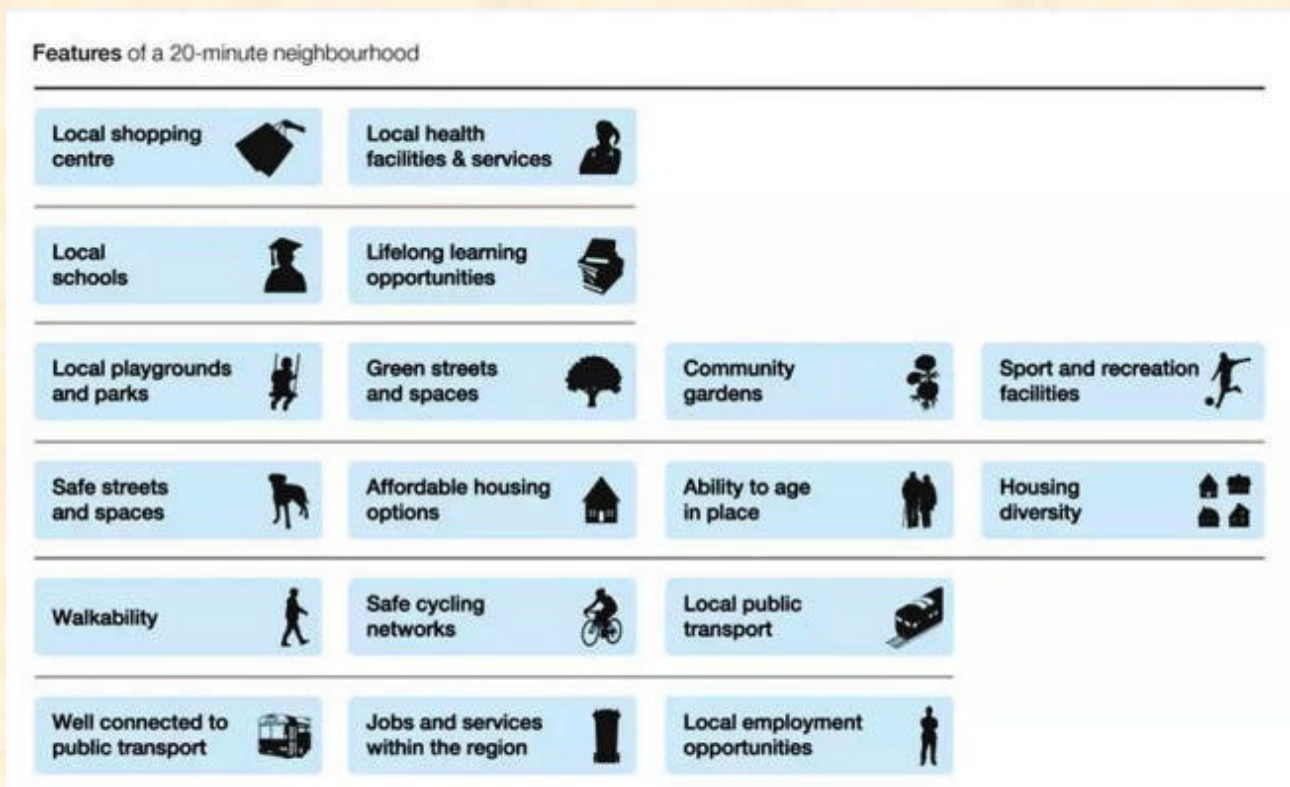 Features of a 20-minute neighbourhood
Local shopping
centre
Local health
facilities & services
Local
schools
Lifelong learning
opportunities
Local playgrounds
and parks
Green streets
and spaces
Community
gardens
Sport and recreation
facilities
Safe streets
and spaces
Affordable housing
options
Ability to age
in place
Housing
diversity
Walkability
Safe cycling
networks
Local public
transport
Well connected to
public transport
Jobs and services
within the region
Local employment
opportunities